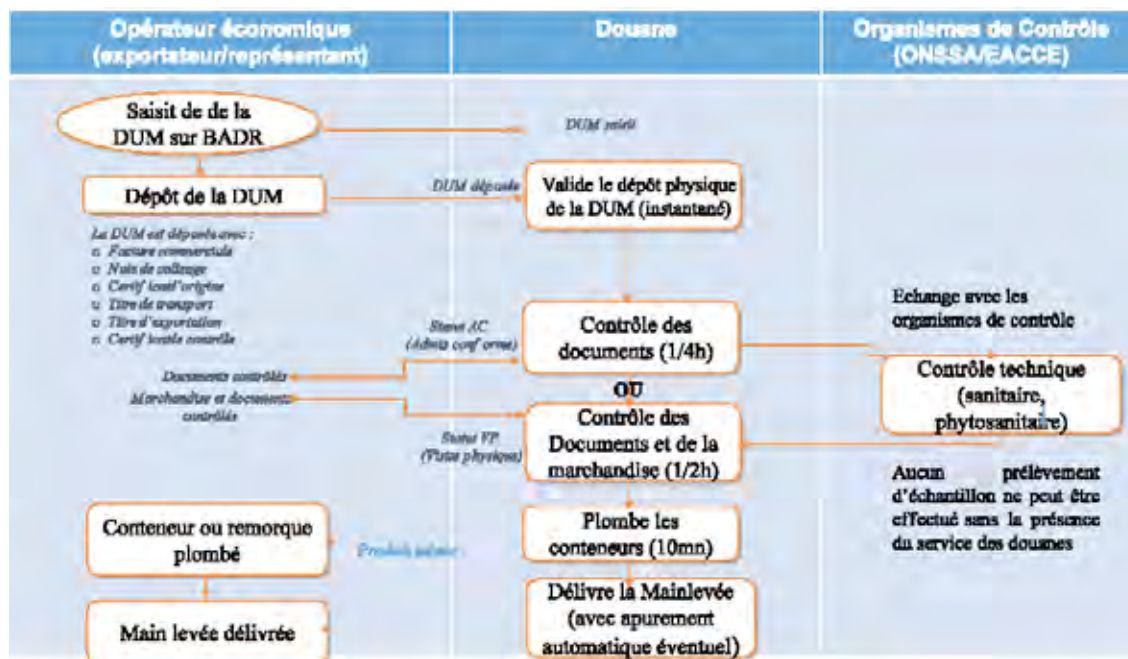 Opérateur économique
(exportateur/représentant)
Douane
Organismes de Contrôle
(ONSSA/EACCE)
Saisit de de la
DUM sur BADR
DUM saisie
Dépôt de la DUM
DUM déposée
Valide le dépôt physique
de la DUM (instantané)
La DUM est déposée avec :
Facture commerciale
Note de colisage
Certif
Titre de transport
Titre d'exportation
Certif
Status AC
(Admis conforme)
Contrôle des
documents (1/4h)
Echange avec les
organismes de contrôle
Documents contrôlés
Marchandise et documents
contrôlés
OU
Contrôle technique
(sanitaire,
phytosanitaire)
Status VP
(Visite physique)
Contrôle des
Documents et de la
marchandise (1/2h)
Aucun prélèvement
d'échantillon ne peut être
effectué sans la présence
du service des douanes
Conteneur ou remorque
plombé
Produits
Plombe les
conteneurs (10mn)
Main levée délivrée
Délivre la Mainlevée
(avec apurement
automatique éventuel)